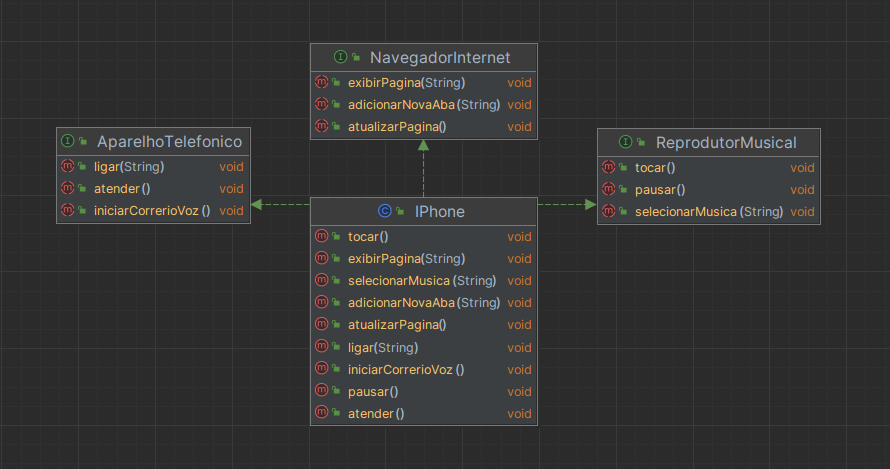 NavegadorInternet
exibirPagina(String) void
adicionarNovaAba(String) void
atualizarPagina() void
AparelhoTelefonico
ligar(String) void
atender() void
iniciarCorrerioVoz() void
ReprodutorMusical
tocar() void
pausar() void
selecionarMusica(String) void
IPhone
tocar() void
exibirPagina(String) void
selecionarMusica(String) void
adicionarNovaAba(String) void
atualizarPagina() void
ligar(String) void
iniciarCorrerioVoz() void
pausar() void
atender() void